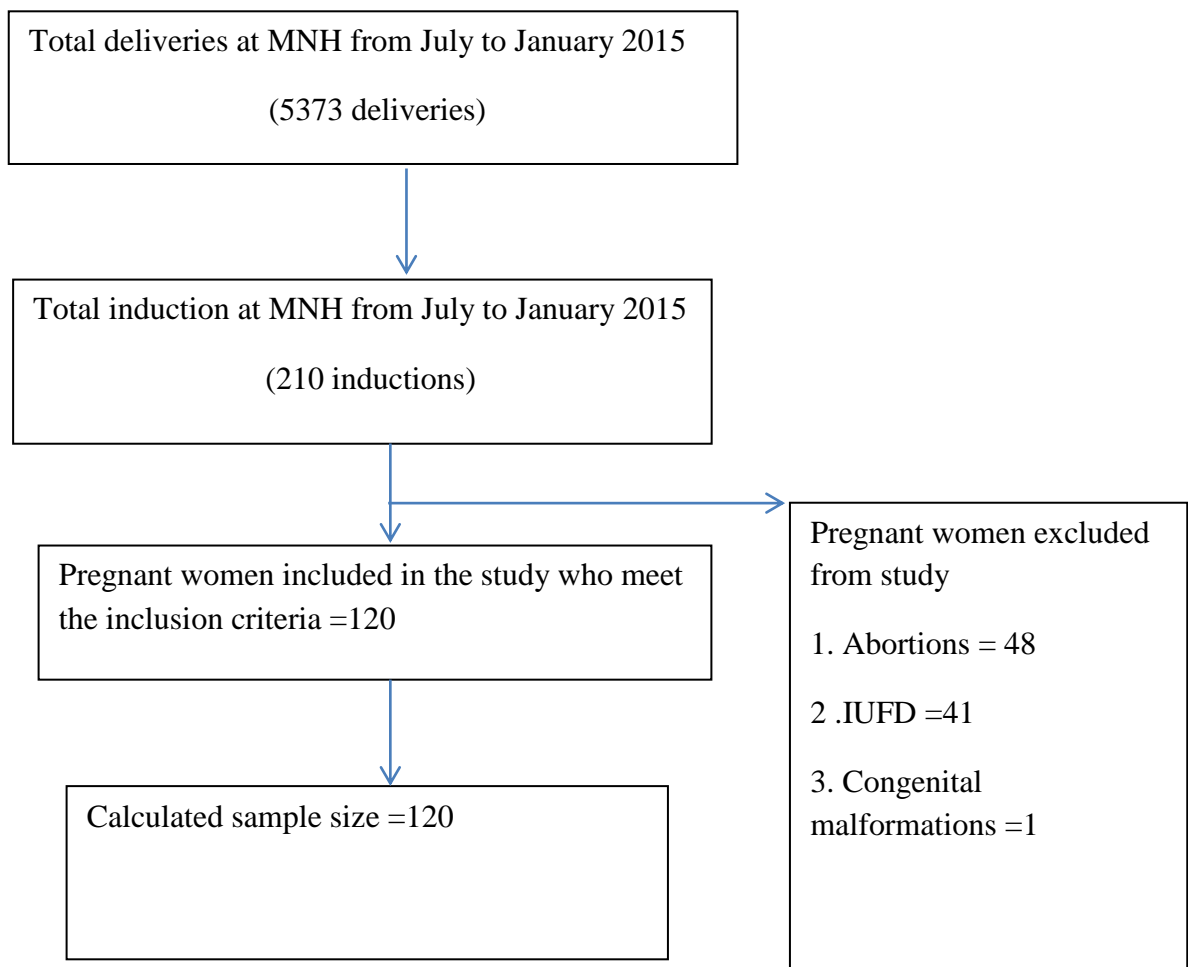 Total deliveries at MNH from July to January 2015
(5373 deliveries)
Total induction at MNH from July to January 2015
(210 inductions)
Pregnant women included in the study who meet
the inclusion criteria =120
Pregnant women excluded
from study
1. Abortions = 48
2 .IUFD =41
3. Congenital
malformations =1
Calculated sample size =120